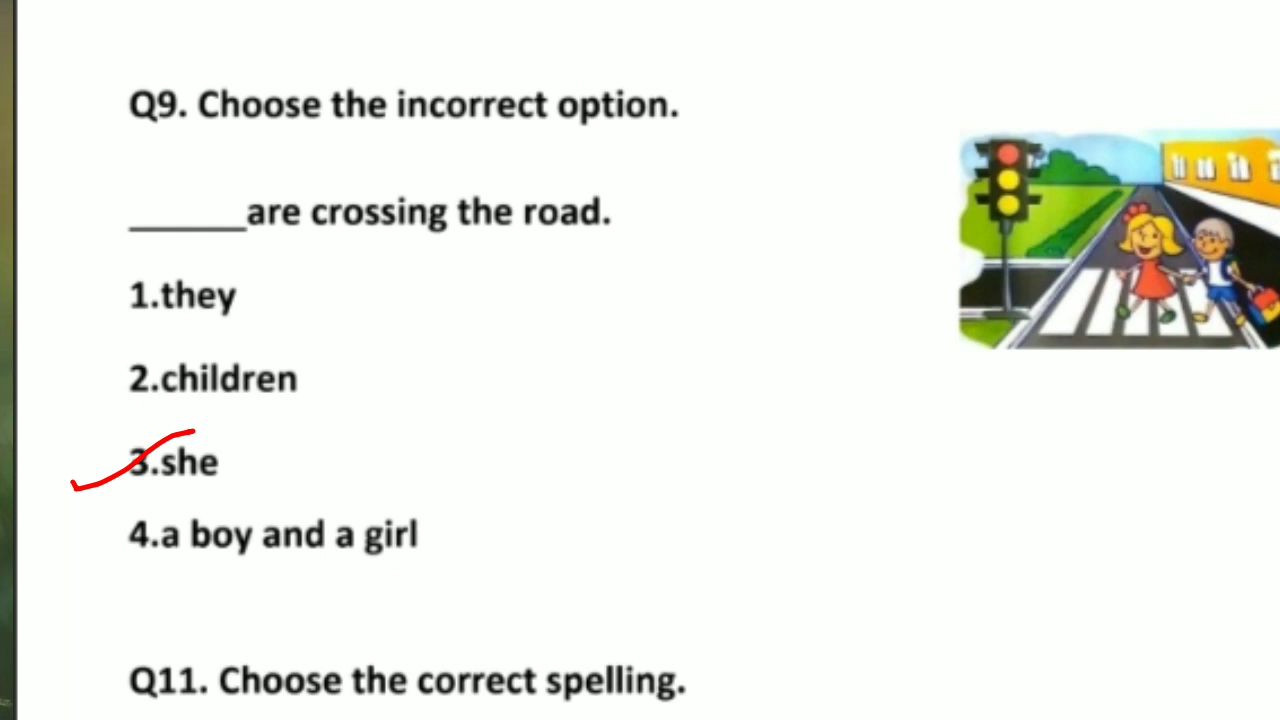 Q9. Choose the incorrect option.
______are crossing the road.
1.they
2.children
3.she
4.a boy and a girl
Q11. Choose the correct spelling.